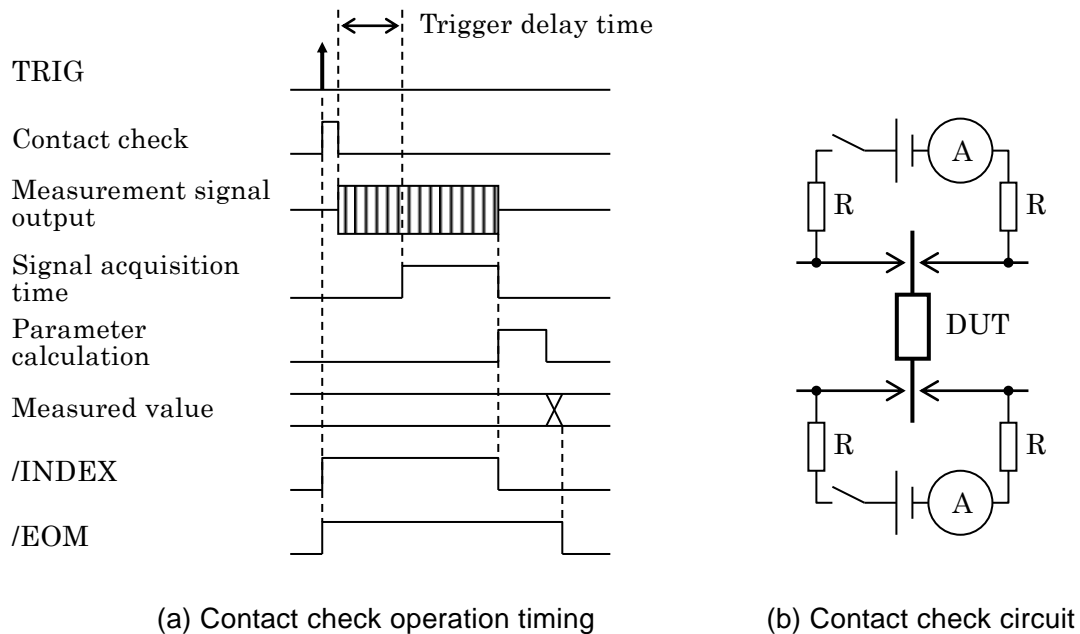 Trigger delay time
TRIG
Contact check
Measurement signal
output
Signal acquisition
time
Parameter
calculation
Measured value
/INDEX
/EOM
(a) Contact check operation timing
A
R
R
DUT
R
R
A
(b) Contact check circuit